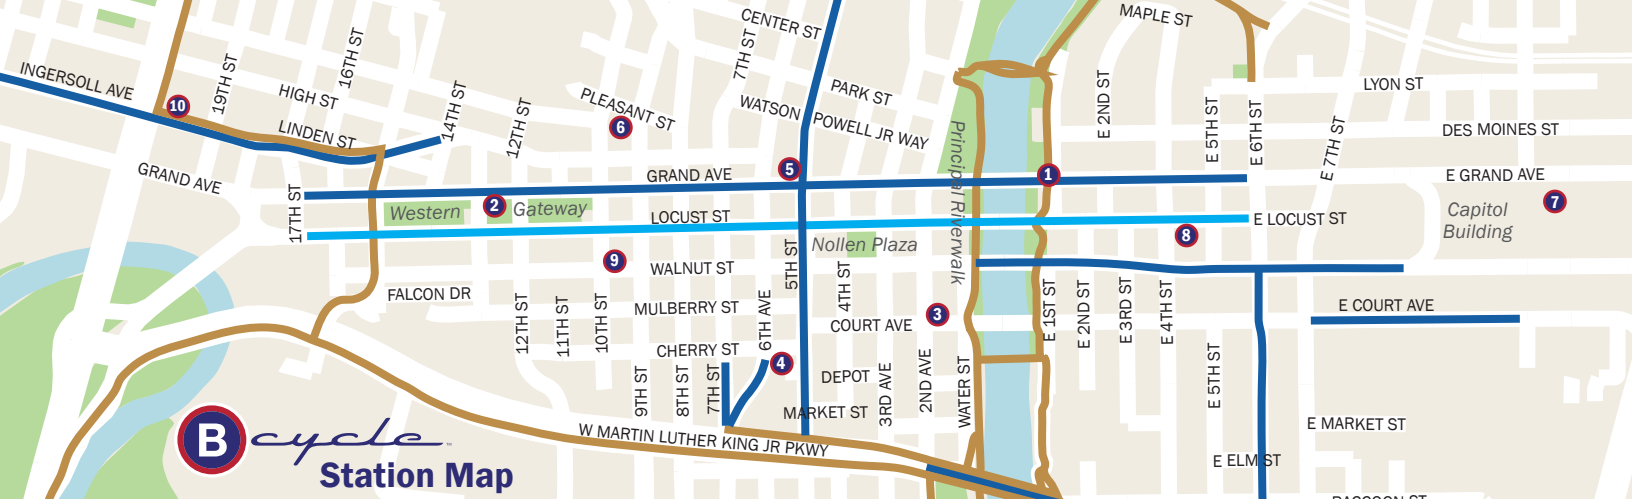 CENTER ST
MAPLE ST
INGERSOLL AVE
19TH ST
16TH ST
HIGH ST
LINDEN ST
14TH ST
12TH ST
PLEASANT ST
7TH ST
WATSON POWELL JR WAY
PARK ST
E 2ND ST
E 5TH ST
E 6TH ST
E 7TH ST
LYON ST
DES MOINES ST
10
6
5
1
GRAND AVE
17TH ST
GRAND AVE
E GRAND AVE
Western
2
Gateway
LOCUST ST
E LOCUST ST
7
Capitol
Building
8
Principal Riverwalk
Nollen Plaza
9
WALNUT ST
5TH ST
4TH ST
FALCON DR
MULBERRY ST
6TH AVE
COURT AVE
3
E COURT AVE
12TH ST
11TH ST
10TH ST
E 1ST ST
E 2ND ST
E 3RD ST
E 4TH ST
CHERRY ST
4
9TH ST
8TH ST
7TH ST
DEPOT
3RD AVE
2ND AVE
WATER ST
E 5TH ST
MARKET ST
E MARKET ST
W MARTIN LUTHER KING JR PKWY
E ELM ST
B cycle
Station Map
RACCOON ST